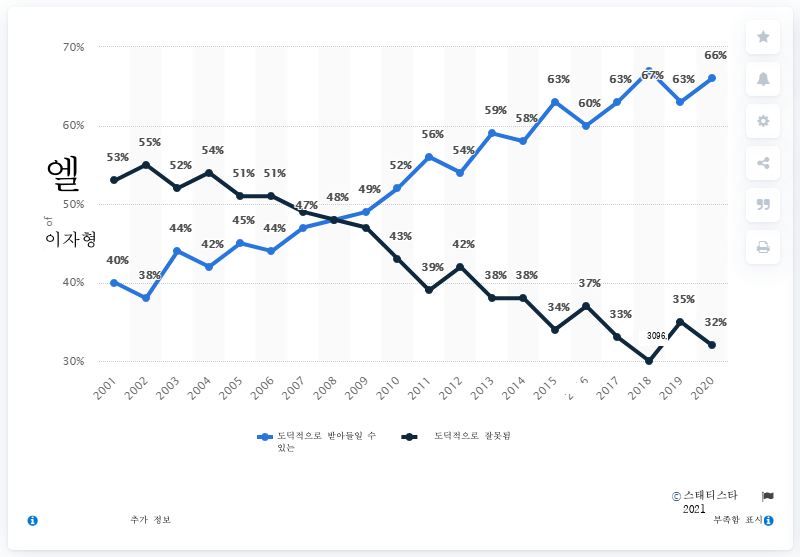 70%
60%
50%
40%
30%
엘
of
이자형
53% 55% 52% 54% 51% 51% 47% 48% 49% 52% 56% 54% 59% 58% 63% 60% 63% 67% 63% 66%
40% 38% 44% 42% 45% 44% 43% 39% 42% 38% 38% 34% 37% 33% 3096. 35% 32%
2001 2002 2003 2004 2005 2006 2007 2008 2009 2010 2011 2012 2013 2014 2015 2017 2018 2019 2020
도덕적으로 받아들일 수 있는
도덕적으로 잘못됨
© 스태티스타
2021
추가 정보
부족함 표시